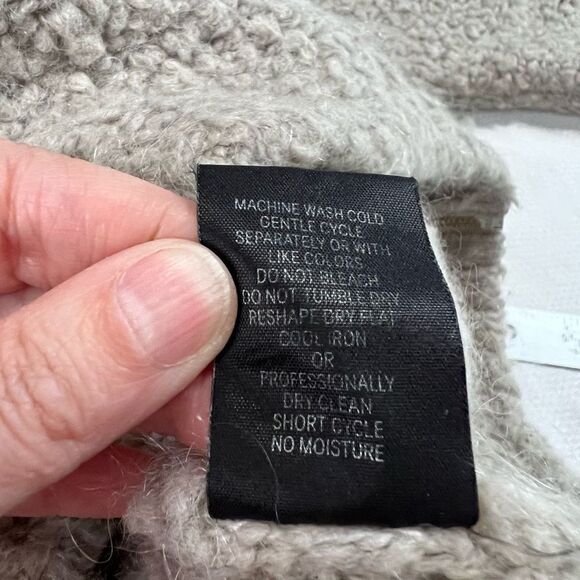 MACHINE WASH COLD
GENTLE CYCLE
SEPARATELY OR WITH
LIKE COLORS
DO NOT BLEACH
DO NOT TUMBLE DRY
RESHAPE DRY FLAT
COOL IRON
OR
PROFESSIONALLY
DRY CLEAN
SHORT CYCLE
NO MOISTURE